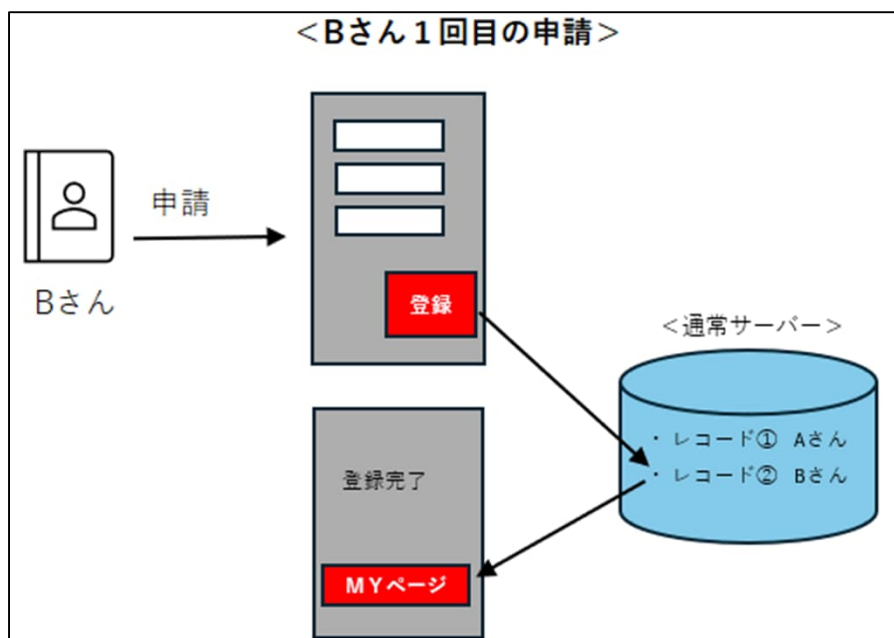 ＜Bさん１回目の申請＞
申請
Bさん
登録
＜通常サーバー＞
・ レコード① Aさん
・ レコード② Bさん
登録完了
ＭＹページ